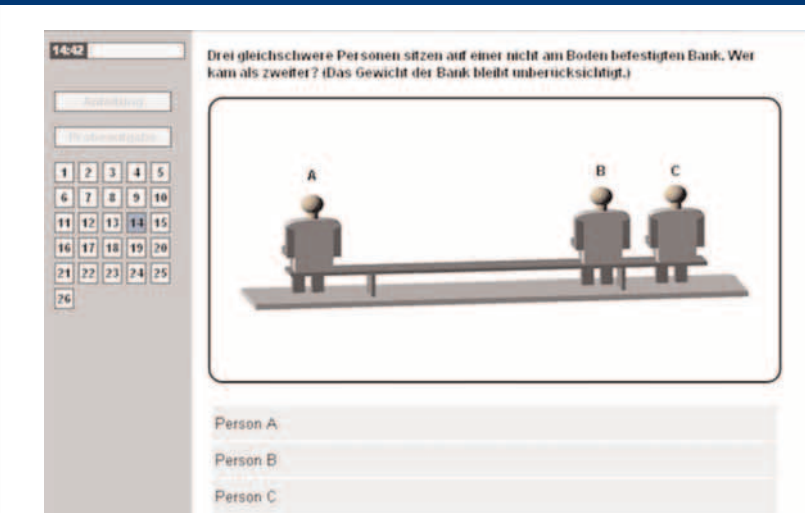 14:42
Drei gleichschwere Personen sitzen auf einer nicht am Boden befestigten Bank. Wer
kam als zweiter? (Das Gewicht der Bank bleibt unberücksichtigt.)
Anleitung
A
B
C
1 2 3 4 5
6 7 8 9 10
11 12 13 14 15
16 17 18 19 20
21 22 23 24 25
26
Person A
Person B
Person C